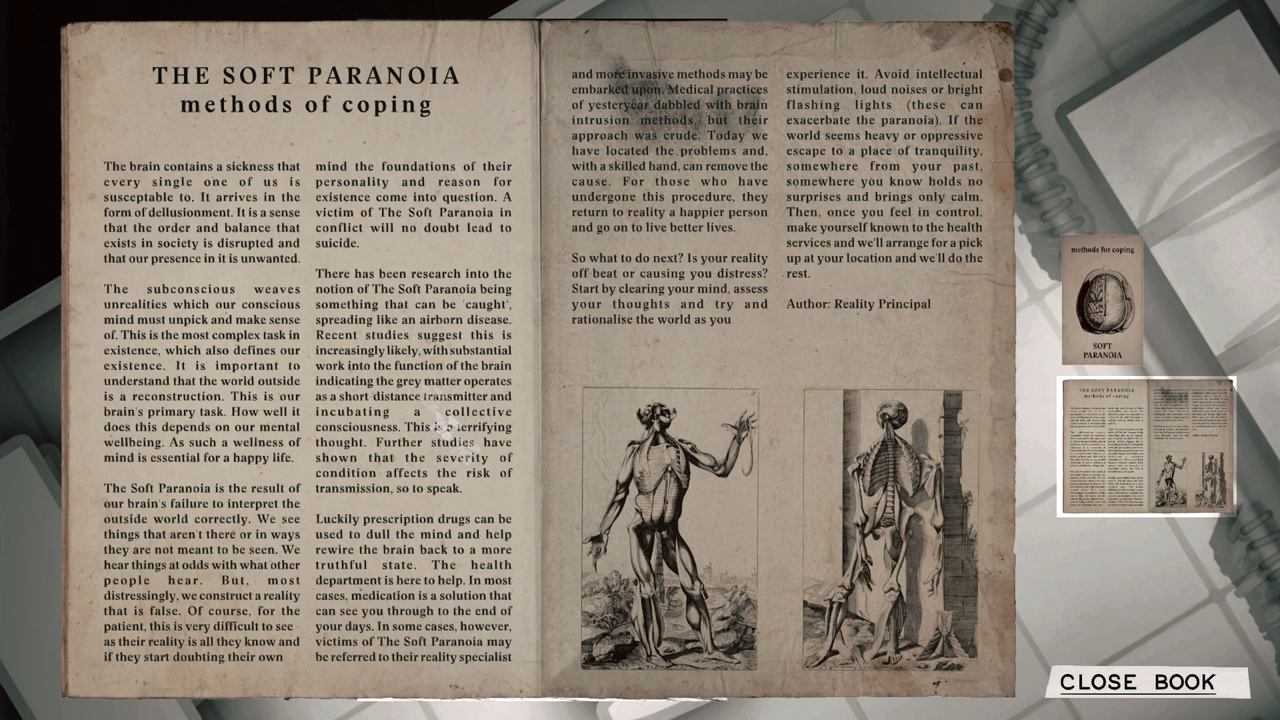 THE SOFT PARANOIA
methods of coping
The brain contains a sickness that
every single one of us is
susceptible to. It arrives in the
form of dellusionment. It is a sense
that the order and balance that
exists in society is disrupted and
that our presence in it is unwanted.
The subconscious weaves
unrealities which our conscious
mind must unpick and make sense
of. This is the most complex task in
existence, which also defines our
existence. It is important to
understand that the world outside
is a reconstruction. This is our
brain's primary task. How well it
does this depends on our mental
wellbeing. As such a wellness of
mind is essential for a happy life.
The Soft Paranoia is the result of
our brain's failure to interpret the
outside world correctly. We see
things that aren't there or in ways
they are not meant to be seen. We
hear things at odds with what other
people hear. But, most
distressingly, we construct a reality
that is false. Of course, for the
patient, this is very difficult to see -
as their reality is all they know and
if they start doubting their own
mind the foundations of their
personality and reason for
existence come into question. A
victim of The Soft Paranoia in
conflict will no doubt lead to
suicide.
There has been research into the
notion of The Soft Paranoia being
something that can be 'caught',
spreading like an airborn disease.
Recent studies suggest this is
increasingly likely, with substantial
work into the function of the brain
indicating the grey matter operates
as a short distance transmitter and
incubating a collective
consciousness. This is a terrifying
thought. Further studies have
shown that the severity of
condition effects the risk of
transmission, so to speak.
Luckily prescription drugs can be
used to dull the mind and help
rewire the brain back to a more
truthful state. The health
department is here to help. In most
cases, medication is a solution that
can see you through to the end of
your days. In some cases, however,
victims of The Soft Paranoia may
be referred to their reality specialist
and more invasive methods may be
embarked upon. Medical practices
of yesteryear dabbled with brain
intrusion methods, but their
approach was crude. Today we
have located the problems and,
with a skilled hand, can remove the
cause. For those who have
undergone this procedure, they
return to reality a happier person
and go on to live better lives.
So what to do next? Is your reality
off beat or causing you distress?
Start by clearing your mind, assess
your thoughts and try and
rationalise the world as you
experience it. Avoid intellectual
stimulation, loud noises or bright
flashing lights (these can
exacerbate the paranoia). If the
world seems heavy or oppressive
escape to a place of tranquility,
somewhere from your past,
somewhere you know holds no
surprises and brings only calm.
Then, once you feel in control,
make yourself known to the health
services and we'll arrange for a pick
up at your location and we'll do the
rest.
Author: Reality Principal
methods for coping
SOFT
PARANOIA
THE SOFT PARANOIA
methods of coping
CLOSE BOOK